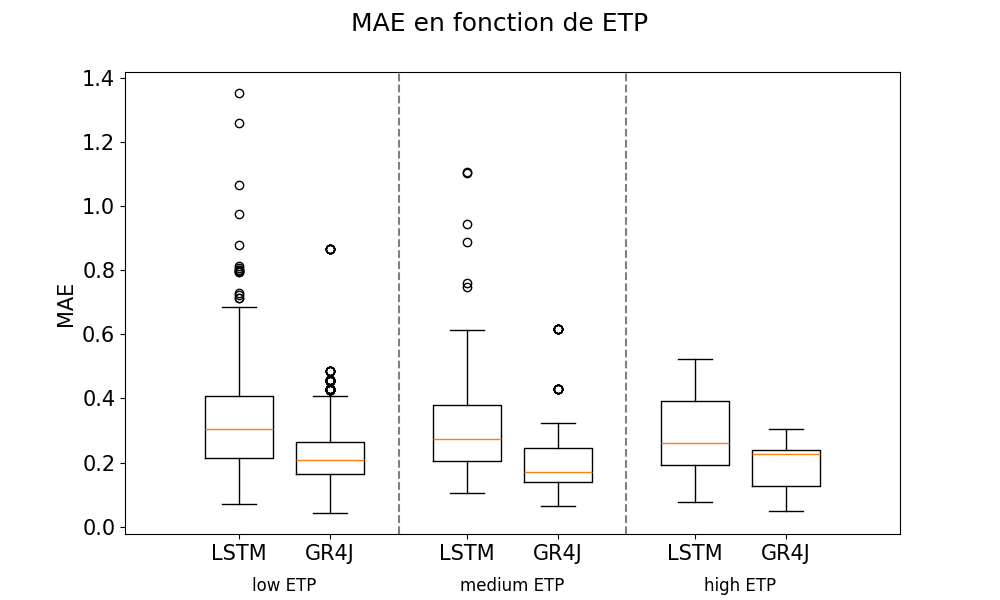 MAE en fonction de ETP
MAE
1.4
1.2
1.0
0.8
0.6
0.4
0.2
0.0
LSTM GR4J LSTM GR4J LSTM GR4J
low ETP medium ETP high ETP